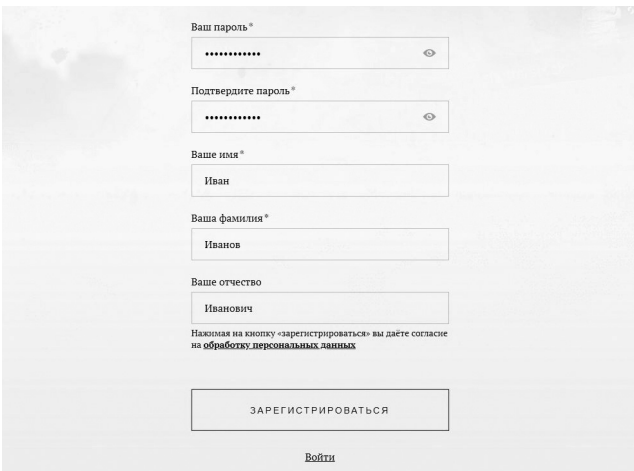 Ваш пароль*
••••••••••••
Подтвердите пароль*
••••••••••••
Ваше имя*
Иван
Ваша фамилия*
Иванов
Ваше отчество
Иванович
Нажимая на кнопку «зарегистрироваться» вы даёте согласие
на обработку персональных данных
ЗАРЕГИСТРИРОВАТЬСЯ
Войти